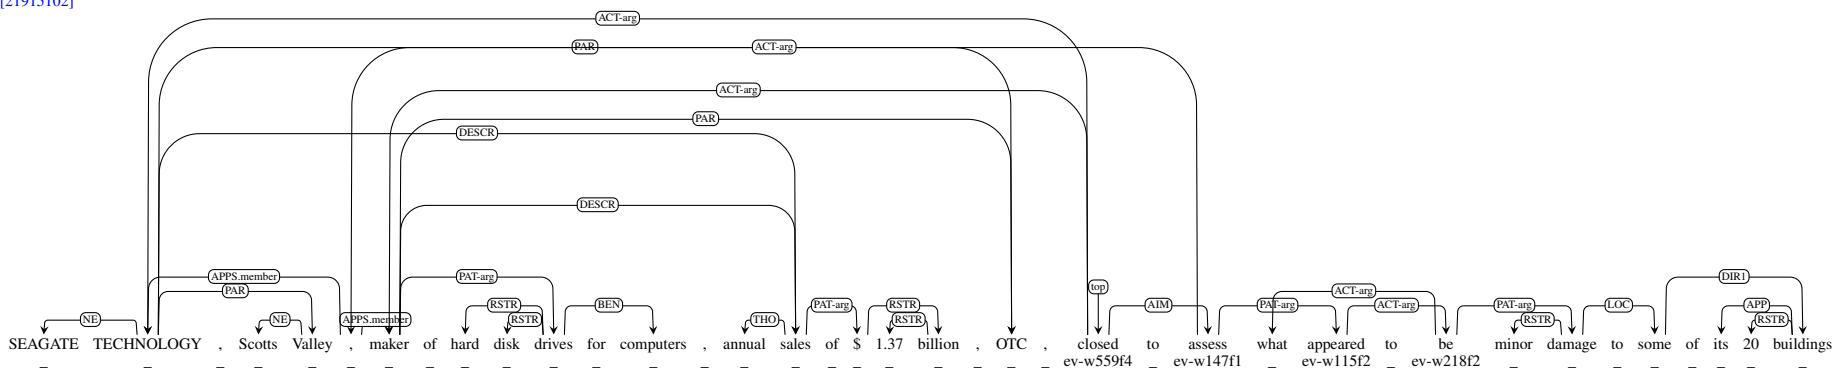 [21915102]
ACT-arg
PAR ACT-arg
ACT-arg
PAR
DESCR
DESCR
APPS.member PAT-arg top DIR1
PAR ACT-arg
RSTR BEN PAT-arg RSTR AIM PAT-arg ACT-arg PAT-arg LOC APP
NE NE APPS.member RSTR THO RSTR RSTR RSTR
SEAGATE TECHNOLOGY , Scotts Valley , maker of hard disk drives for computers , annual sales of $ 1.37 billion , OTC , closed to assess what appeared to be minor damage to some of its 20 buildings
_ _ _ _ _ _ _ _ _ _ _ _ _ _ _ _ _ _ _ _ _ _ _ ev-w559f4 _ ev-w147f1 _ ev-w115f2 _ ev-w218f2 _ _ _ _ _ _ _ _